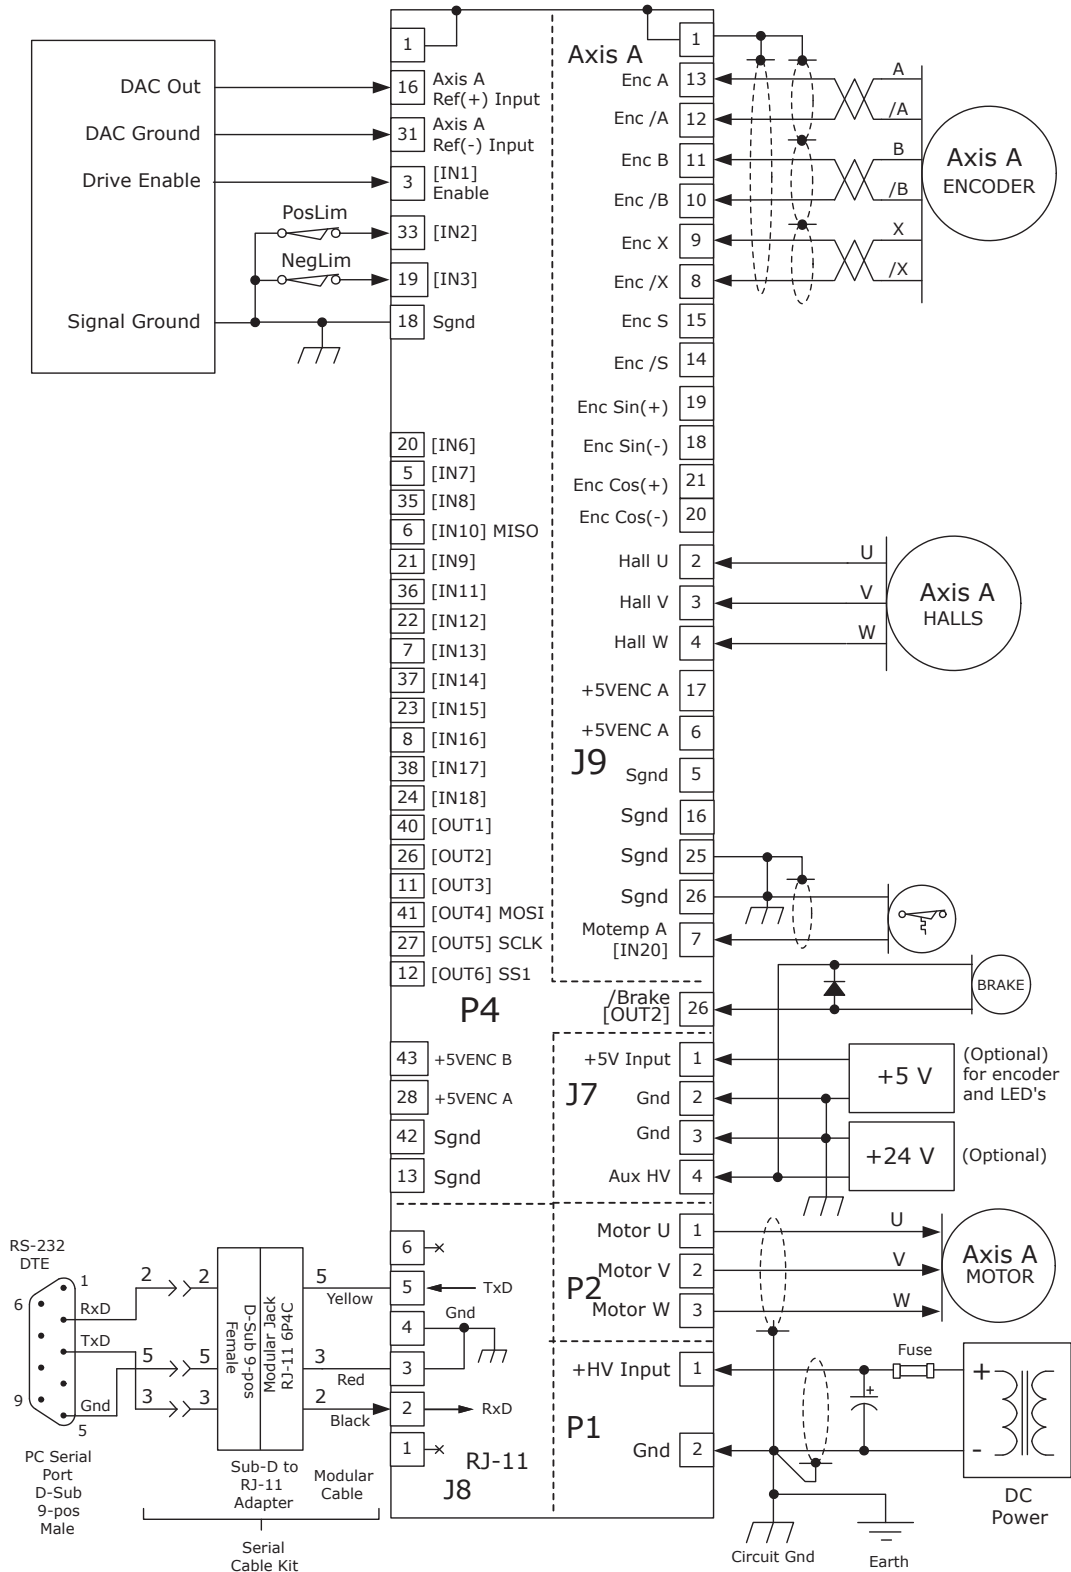 DAC Out
DAC Ground
Drive Enable
PosLim
NegLim
Signal Ground
1
16 Axis A
Ref(+) Input
31 Axis A
Ref(-) Input
3 [IN1]
Enable
33 [IN2]
19 [IN3]
18 Sgnd
20 [IN6]
5 [IN7]
35 [IN8]
6 [IN10] MISO
21 [IN9]
36 [IN11]
22 [IN12]
7 [IN13]
37 [IN14]
23 [IN15]
8 [IN16]
38 [IN17]
24 [IN18]
40 [OUT1]
26 [OUT2]
11 [OUT3]
41 [OUT4] MOSI
27 [OUT5] SCLK
12 [OUT6] SS1
P4
43 +5VENC B
28 +5VENC A
42 Sgnd
13 Sgnd
Axis A
1
Enc A 13
Enc /A 12
Enc B 11
Enc /B 10
Enc X 9
Enc /X 8
Enc S 15
Enc /S 14
Enc Sin(+) 19
Enc Sin(-) 18
Enc Cos(+) 21
Enc Cos(-) 20
Hall U 2
Hall V 3
Hall W 4
+5VENC A 17
+5VENC A 6
J9
Sgnd 5
Sgnd 16
Sgnd 25
Sgnd 26
Motemp A
[IN20] 7
/Brake
[OUT2] 26
A
/A
B
/B
X
/X
Axis A
ENCODER
U
V
W
Axis A
HALLS
BRAKE
J7
+5V Input 1
Gnd 2
Gnd 3
Aux HV 4
+5 V
(Optional)
for encoder
and LED's
+24 V
(Optional)
P2
Motor U 1
Motor V 2
Motor W 3
U
V
W
Axis A
MOTOR
P1
+HV Input 1
Gnd 2
Fuse
+
+
-
DC
Power
Circuit Gnd
Earth
RS-232
DTE
1
6
RxD
TxD
9
Gnd
5
PC Serial
Port
D-Sub
9-pos
Male
2 2
5 5
3 3
D-Sub 9-pos
Female
Modular Jack
RJ-11 6P4C
5
Yellow
3
Red
2
Black
Sub-D to
RJ-11
Adapter
Modular
Cable
Serial
Cable Kit
6
5 TxD
4 Gnd
3
2 RxD
1
RJ-11
J8